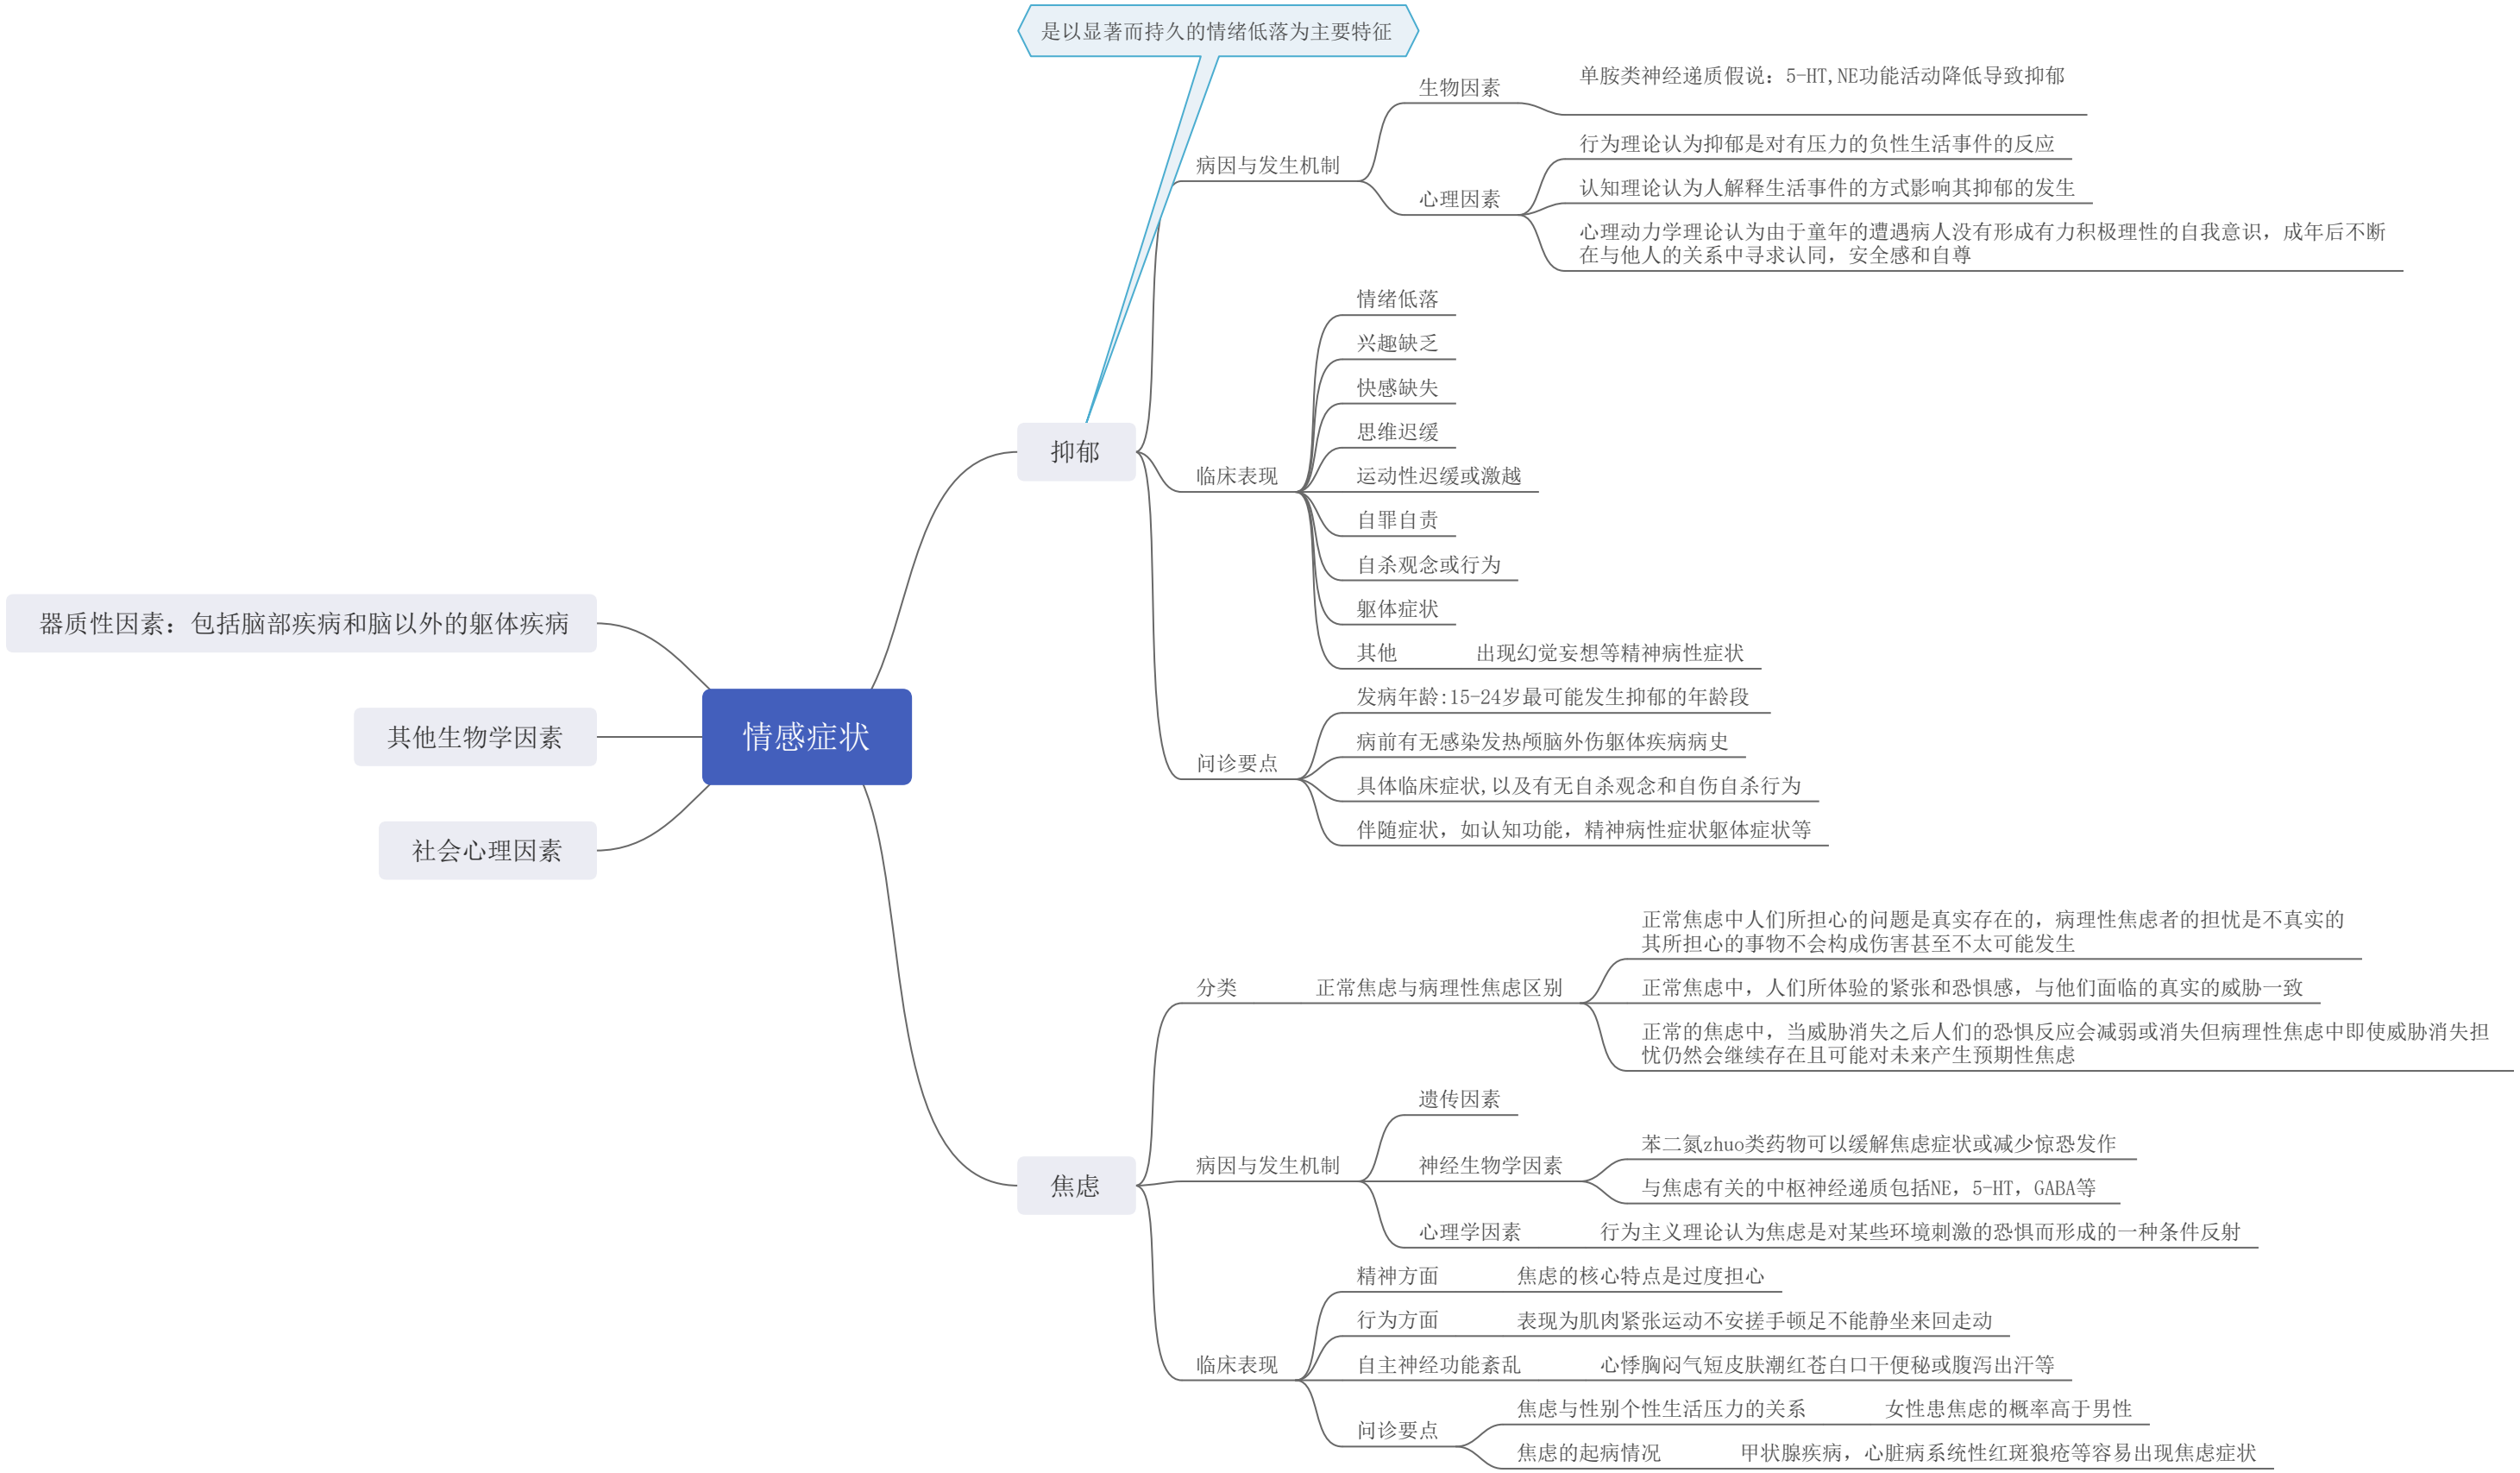 是以显著而持久的情绪低落为主要特征
情感症状
抑郁
病因与发生机制
生物因素
单胺类神经递质假说：5-HT,NE功能活动降低导致抑郁
心理因素
行为理论认为抑郁是对有压力的负性生活事件的反应
认知理论认为人解释生活事件的方式影响其抑郁的发生
心理动力学理论认为由于童年的遭遇病人没有形成有力积极理性的自我意识，成年后不断
在与他人的关系中寻求认同，安全感和自尊
临床表现
情绪低落
兴趣缺乏
快感缺失
思维迟缓
运动性迟缓或激越
自罪自责
自杀观念或行为
躯体症状
其他
出现幻觉妄想等精神病性症状
问诊要点
发病年龄:15-24岁最可能发生抑郁的年龄段
病前有无感染发热颅脑外伤躯体疾病病史
具体临床症状,以及有无自杀观念和自伤自杀行为
伴随症状，如认知功能，精神病性症状躯体症状等
焦虑
分类
正常焦虑与病理性焦虑区别
正常焦虑中人们所担心的问题是真实存在的，病理性焦虑者的担忧是不真实的
其所担心的事物不会构成伤害甚至不太可能发生
正常焦虑中，人们所体验的紧张和恐惧感，与他们面临的真实的威胁一致
正常的焦虑中，当威胁消失之后人们的恐惧反应会减弱或消失但病理性焦虑中即使威胁消失担
忧仍然会继续存在且可能对未来产生预期性焦虑
病因与发生机制
遗传因素
神经生物学因素
苯二氮zhuo类药物可以缓解焦虑症状或减少惊恐发作
与焦虑有关的中枢神经递质包括NE，5-HT，GABA等
心理学因素
行为主义理论认为焦虑是对某些环境刺激的恐惧而形成的一种条件反射
临床表现
精神方面
焦虑的核心特点是过度担心
行为方面
表现为肌肉紧张运动不安搓手顿足不能静坐来回走动
自主神经功能紊乱
心悸胸闷气短皮肤潮红苍白口干便秘或腹泻出汗等
问诊要点
焦虑与性别个性生活压力的关系
女性患焦虑的概率高于男性
焦虑的起病情况
甲状腺疾病，心脏病系统性红斑狼疮等容易出现焦虑症状
器质性因素：包括脑部疾病和脑以外的躯体疾病
其他生物学因素
社会心理因素